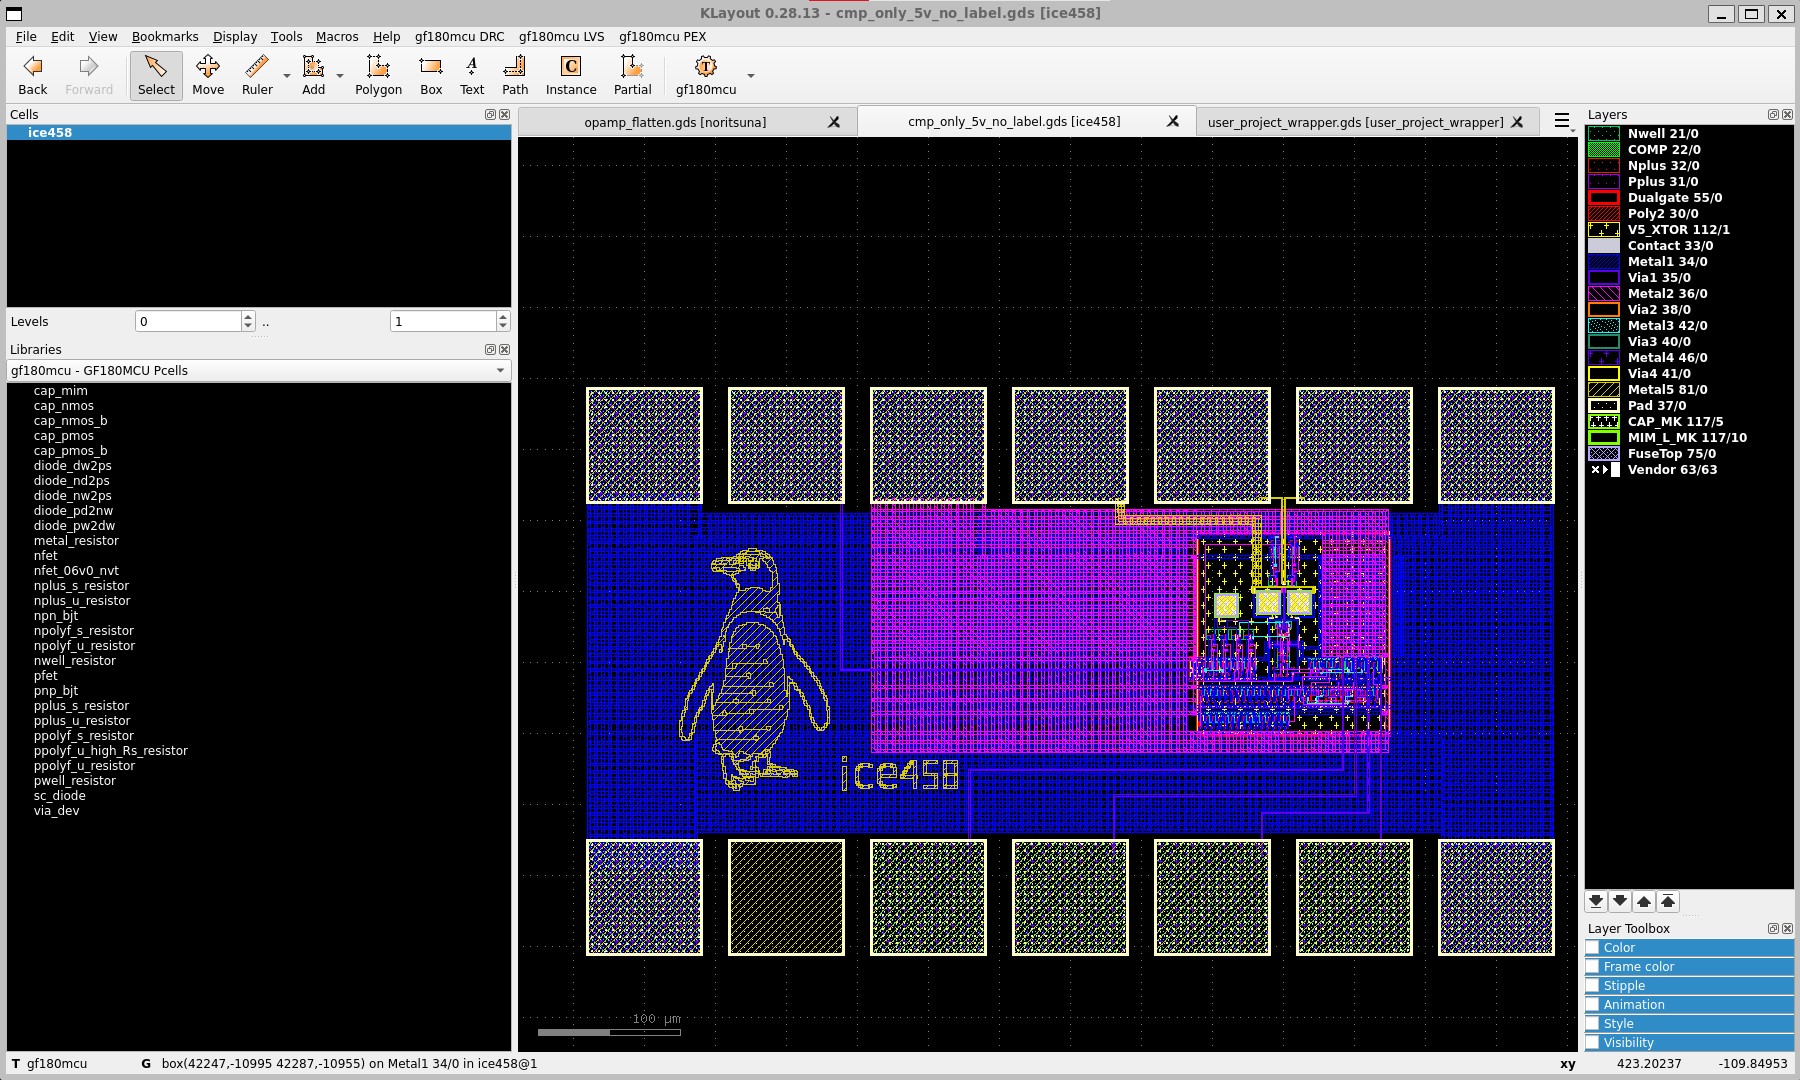 KLayout 0.28.13 - cmp_only_5v_no_label.gds [ice458]
File Edit View Bookmarks Display Tools Macros Help gf180mcu DRC gf180mcu LVS gf180mcu PEX
Back Forward Select Move Ruler Add Polygon Box Text Path Instance Partial gf180mcu
Cells
ice458
Levels 0 .. 1
Libraries
gf180mcu - GF180MCU Pcells
cap_mim
cap_nmos
cap_nmos_b
cap_pmos
cap_pmos_b
diode_dw2ps
diode_nd2ps
diode_nw2ps
diode_pd2nw
diode_pw2dw
metal_resistor
nfet
nfet_06v0_nvt
nplus_s_resistor
nplus_u_resistor
npn_bjt
npolyf_s_resistor
npolyf_u_resistor
nwell_resistor
pfet
pnp_bjt
pplus_s_resistor
pplus_u_resistor
ppolyf_s_resistor
ppolyf_u_high_Rs_resistor
ppolyf_u_resistor
pwell_resistor
sc_diode
via_dev
opamp_flatten.gds [noritsuna] cmp_only_5v_no_label.gds [ice458] user_project_wrapper.gds [user_project_wrapper]
ice458
100 µm
Layers
Nwell 21/0
COMP 22/0
Nplus 32/0
Pplus 31/0
Dualgate 55/0
Poly2 30/0
V5_XTOR 112/1
Contact 33/0
Metal1 34/0
Via1 35/0
Metal2 36/0
Via2 38/0
Metal3 42/0
Via3 40/0
Metal4 46/0
Via4 41/0
Metal5 81/0
Pad 37/0
CAP_MK 117/5
MIM_L_MK 117/10
FuseTop 75/0
Vendor 63/63
Layer Toolbox
Color
Frame color
Stipple
Animation
Style
Visibility
T gf180mcu G box(42247,-10995 42287,-10955) on Metal1 34/0 in ice458@1 xy 423.20237 -109.84953